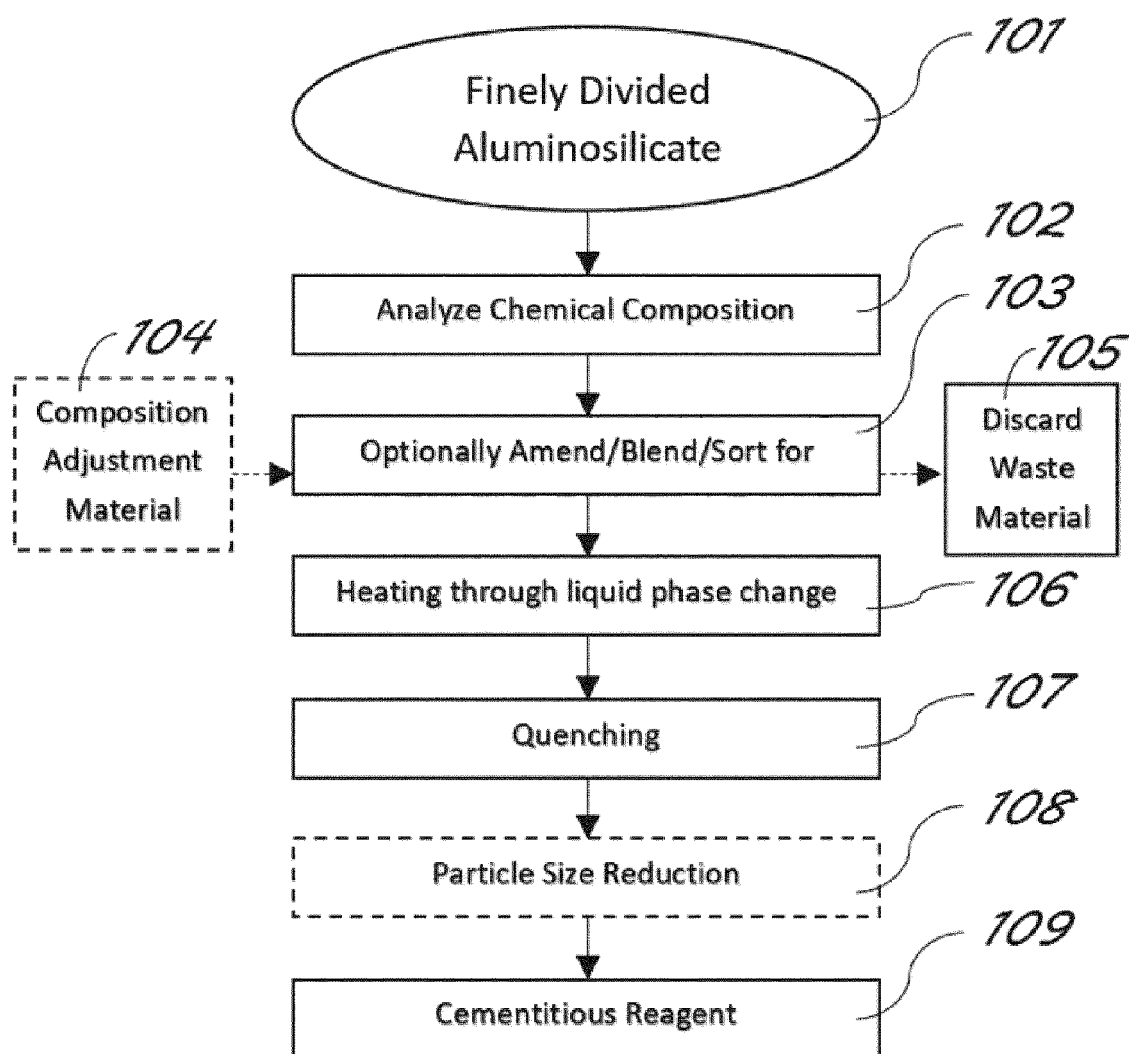 101
Finely Divided
Aluminosilicate
102
Analyze Chemical Composition
103
104
105
Composition
Adjustment
Material
Optionally Amend/Blend/Sort for
Discard
Waste
Material
Heating through liquid phase change
106
107
Quenching
108
Particle Size Reduction
109
Cementitious Reagent